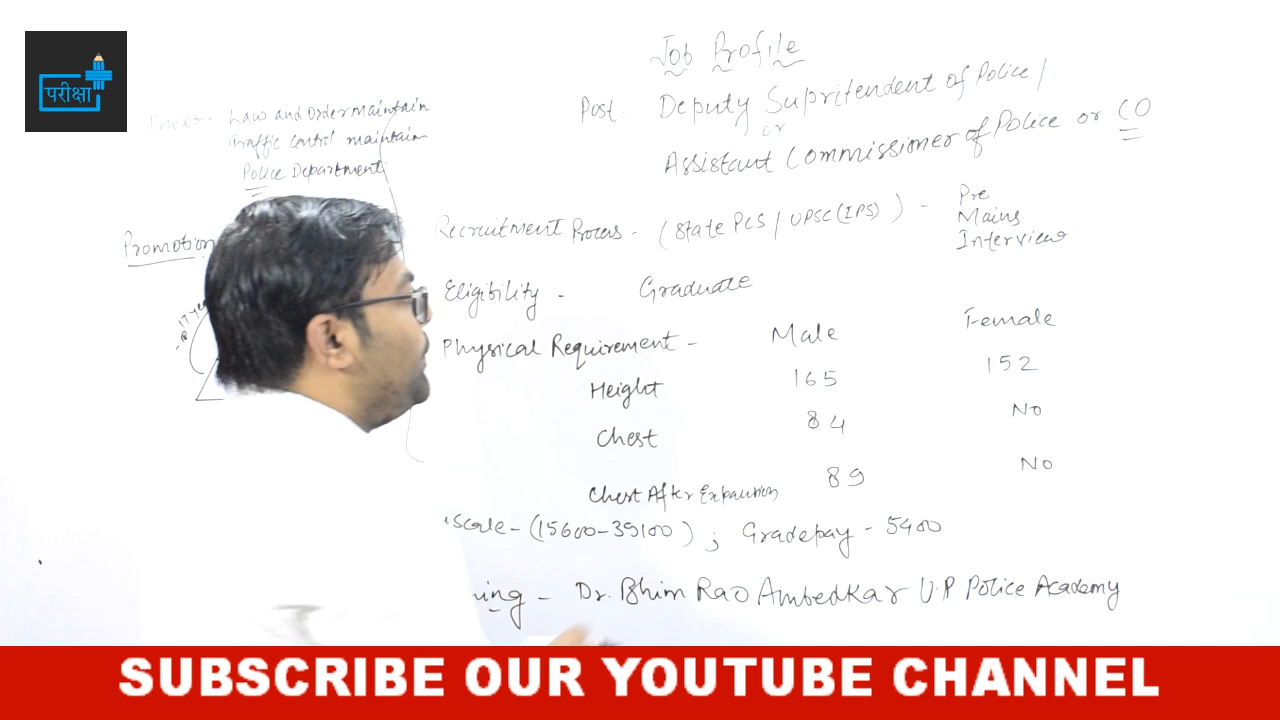 परीक्षा
Job Profile
Post. Deputy Supritendent of Police /
or
Assistant Commissioner of Police or CO
Power - Law and Order Maintain
Traffic Control maintain
Police Department
Recruitment Process - (State PCS / UPSC (IPS)) - Pre
Mains
Interview
Promotion
Eligibility - Graduate
Physical Requirement - Male Female
Height 165 152
Chest 84 No
Chest After Expaution 89 No
scale - (15600-39100) ; Gradepay - 5400
ning - Dr. Bhim Rao Ambedkar U.P Police Academy
SUBSCRIBE OUR YOUTUBE CHANNEL